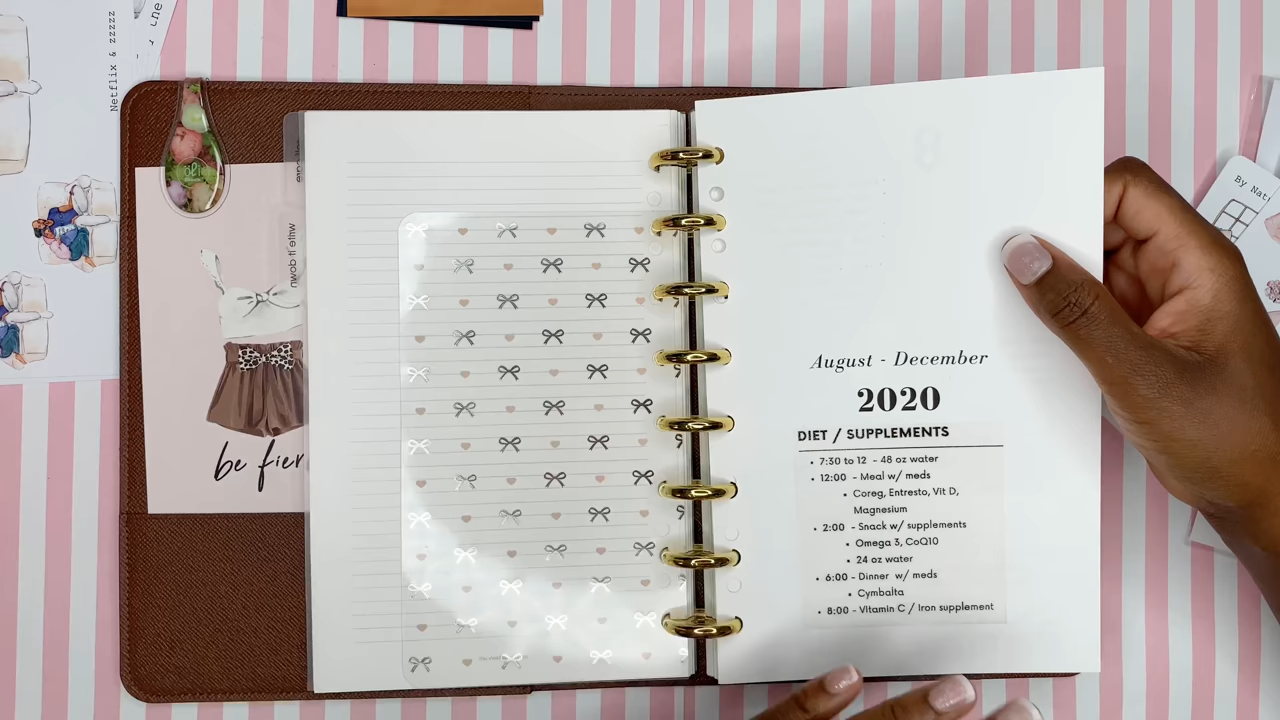 Netflix & zzzzz
the
olie
write it down
be fier
By Nat
August - December
2020
DIET / SUPPLEMENTS
• 7:30 to 12 - 48 oz water
• 12:00 - Meal w/ meds
• Coreg, Entresto, Vit D,
Magnesium
• 2:00 - Snack w/ supplements
• Omega 3, CoQ10
• 24 oz water
• 6:00 - Dinner w/ meds
• Cymbalta
• 8:00 - Vitamin C / Iron supplement